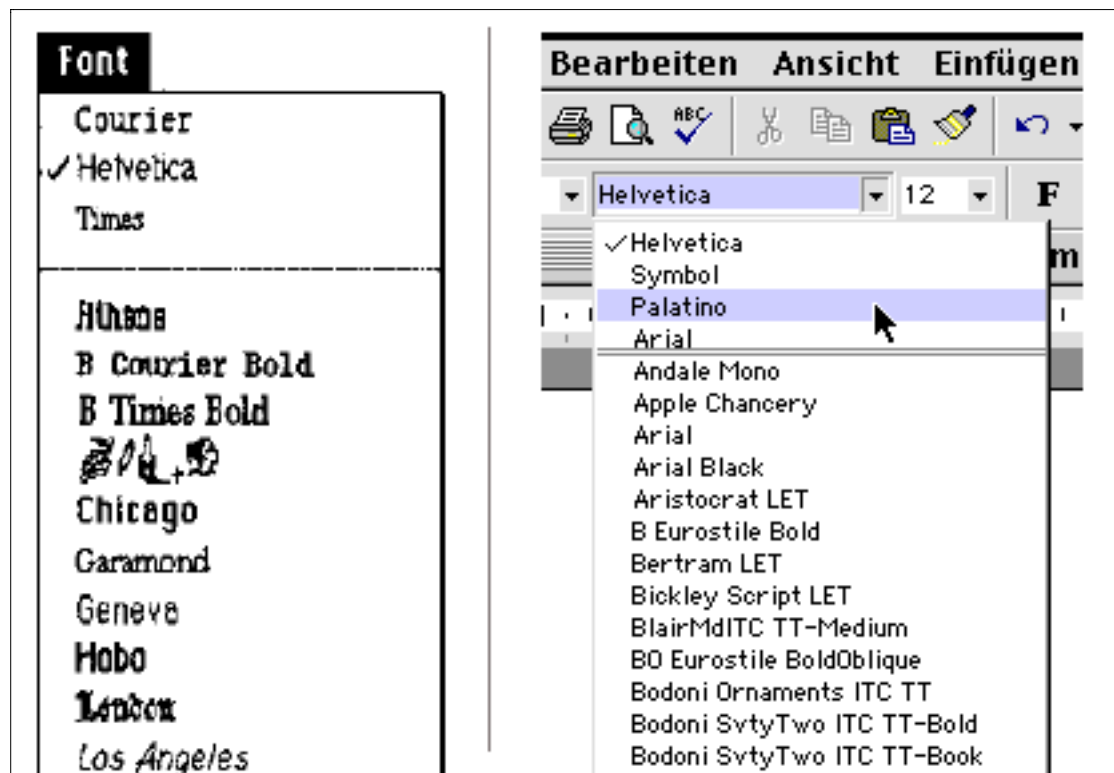 Font
Courier
Helvetica
Times
Athens
B Courier Bold
B Times Bold
Chicago
Garamond
Geneva
Hobo
London
Los Angeles
Bearbeiten Ansicht Einfügen
ABC
Helvetica 12 F
Helvetica
m
Symbol
Palatino
Arial
Andale Mono
Apple Chancery
Arial
Arial Black
Aristocrat LET
B Eurostile Bold
Bertram LET
Bickley Script LET
BlairMdITC TT-Medium
BO Eurostile BoldOblique
Bodoni Ornaments ITC TT
Bodoni SvtyTwo ITC TT-Bold
Bodoni SvtyTwo ITC TT-Book